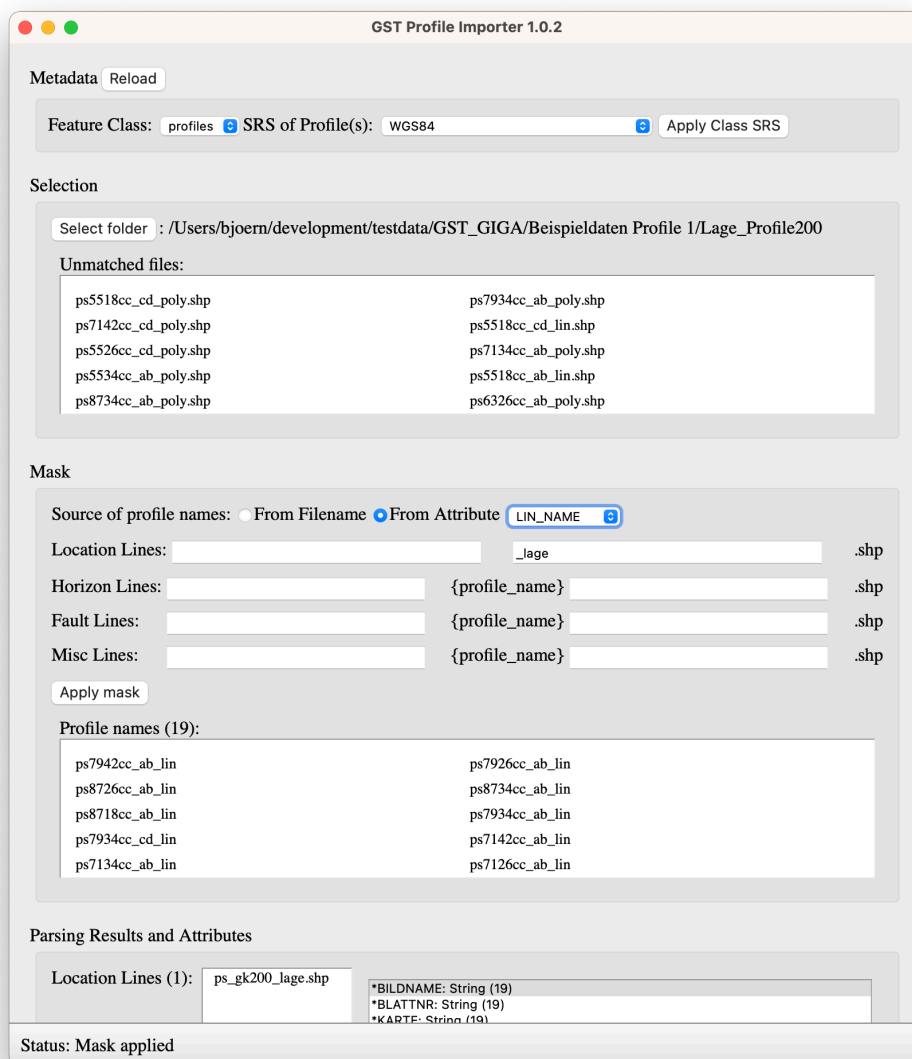 GST Profile Importer 1.0.2
Metadata Reload
Feature Class: profiles SRS of Profile(s): WGS84 Apply Class SRS
Selection
Select folder : /Users/bjoern/development/testdata/GST_GIGA/Beispieldaten Profile 1/Lage_Profile200
Unmatched files:
ps5518cc_cd_poly.shp ps7934cc_ab_poly.shp
ps7142cc_cd_poly.shp ps5518cc_cd_lin.shp
ps5526cc_cd_poly.shp ps7134cc_ab_poly.shp
ps5534cc_ab_poly.shp ps5518cc_ab_lin.shp
ps8734cc_ab_poly.shp ps6326cc_ab_poly.shp
Mask
Source of profile names: From Filename From Attribute LIN_NAME
Location Lines: _lage .shp
Horizon Lines: {profile_name} .shp
Fault Lines: {profile_name} .shp
Misc Lines: {profile_name} .shp
Apply mask
Profile names (19):
ps7942cc_ab_lin ps7926cc_ab_lin
ps8726cc_ab_lin ps8734cc_ab_lin
ps8718cc_ab_lin ps7934cc_ab_lin
ps7934cc_cd_lin ps7142cc_ab_lin
ps7134cc_ab_lin ps7126cc_ab_lin
Parsing Results and Attributes
Location Lines (1): ps_gk200_lage.shp *BILDNAME: String (19)
*BLATTNR: String (19)
*KARTE: String (19)
Status: Mask applied